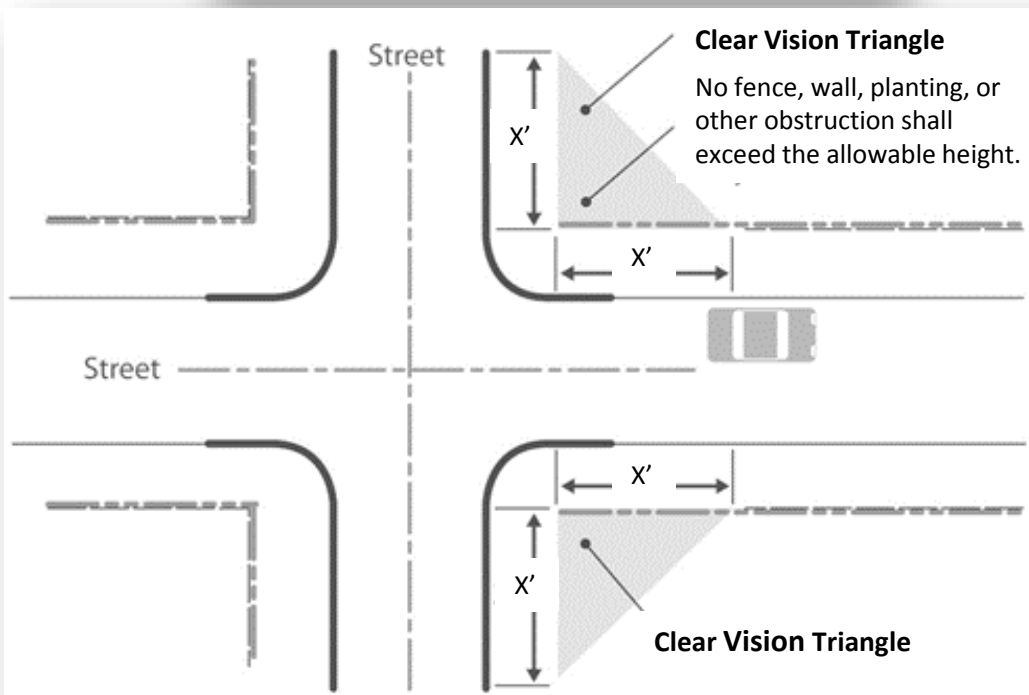 Street
Clear Vision Triangle
No fence, wall, planting, or
other obstruction shall
exceed the allowable height.
X’
X’
Street
X’
X’
Clear Vision Triangle